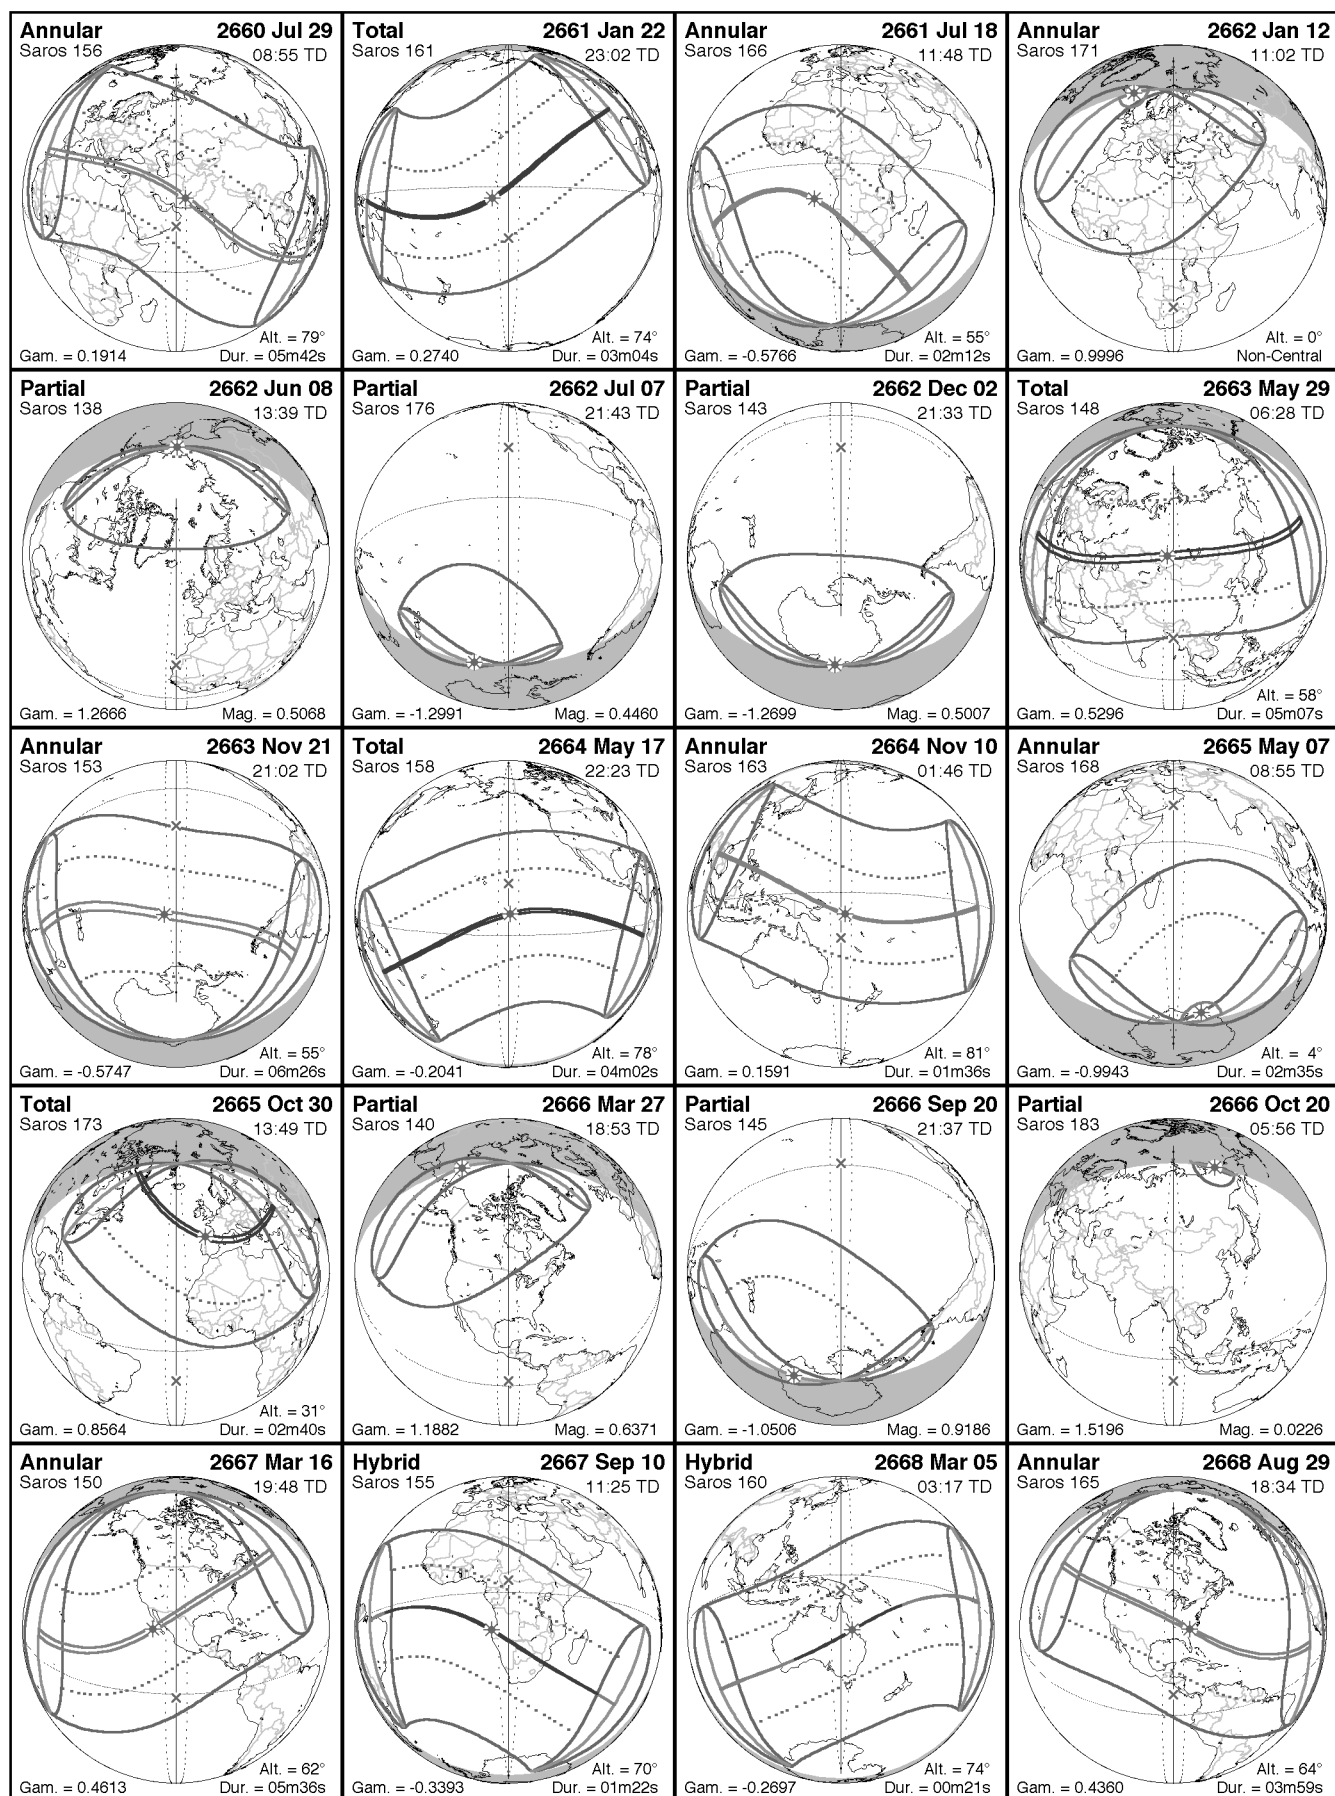 Annular 2660 Jul 29
Saros 156 08:55 TD
Alt. = 79°
Gam. = 0.1914 Dur. = 05m42s
Total 2661 Jan 22
Saros 161 23:02 TD
Alt. = 74°
Gam. = 0.2740 Dur. = 03m04s
Annular 2661 Jul 18
Saros 166 11:48 TD
Alt. = 55°
Gam. = -0.5766 Dur. = 02m12s
Annular 2662 Jan 12
Saros 171 11:02 TD
Alt. = 0°
Gam. = 0.9996 Non-Central
Partial 2662 Jun 08
Saros 138 13:39 TD
Gam. = 1.2666 Mag. = 0.5068
Partial 2662 Jul 07
Saros 176 21:43 TD
Gam. = -1.2991 Mag. = 0.4460
Partial 2662 Dec 02
Saros 143 21:33 TD
Gam. = -1.2699 Mag. = 0.5007
Total 2663 May 29
Saros 148 06:28 TD
Alt. = 58°
Gam. = 0.5296 Dur. = 05m07s
Annular 2663 Nov 21
Saros 153 21:02 TD
Alt. = 55°
Gam. = -0.5747 Dur. = 06m26s
Total 2664 May 17
Saros 158 22:23 TD
Alt. = 78°
Gam. = -0.2041 Dur. = 04m02s
Annular 2664 Nov 10
Saros 163 01:46 TD
Alt. = 81°
Gam. = 0.1591 Dur. = 01m36s
Annular 2665 May 07
Saros 168 08:55 TD
Alt. = 4°
Gam. = -0.9943 Dur. = 02m35s
Total 2665 Oct 30
Saros 173 13:49 TD
Alt. = 31°
Gam. = 0.8564 Dur. = 02m40s
Partial 2666 Mar 27
Saros 140 18:53 TD
Gam. = 1.1882 Mag. = 0.6371
Partial 2666 Sep 20
Saros 145 21:37 TD
Gam. = -1.0506 Mag. = 0.9186
Partial 2666 Oct 20
Saros 183 05:56 TD
Gam. = 1.5196 Mag. = 0.0226
Annular 2667 Mar 16
Saros 150 19:48 TD
Alt. = 62°
Gam. = 0.4613 Dur. = 05m36s
Hybrid 2667 Sep 10
Saros 155 11:25 TD
Alt. = 70°
Gam. = -0.3393 Dur. = 01m22s
Hybrid 2668 Mar 05
Saros 160 03:17 TD
Alt. = 74°
Gam. = -0.2697 Dur. = 00m21s
Annular 2668 Aug 29
Saros 165 18:34 TD
Alt. = 64°
Gam. = 0.4360 Dur. = 03m59s